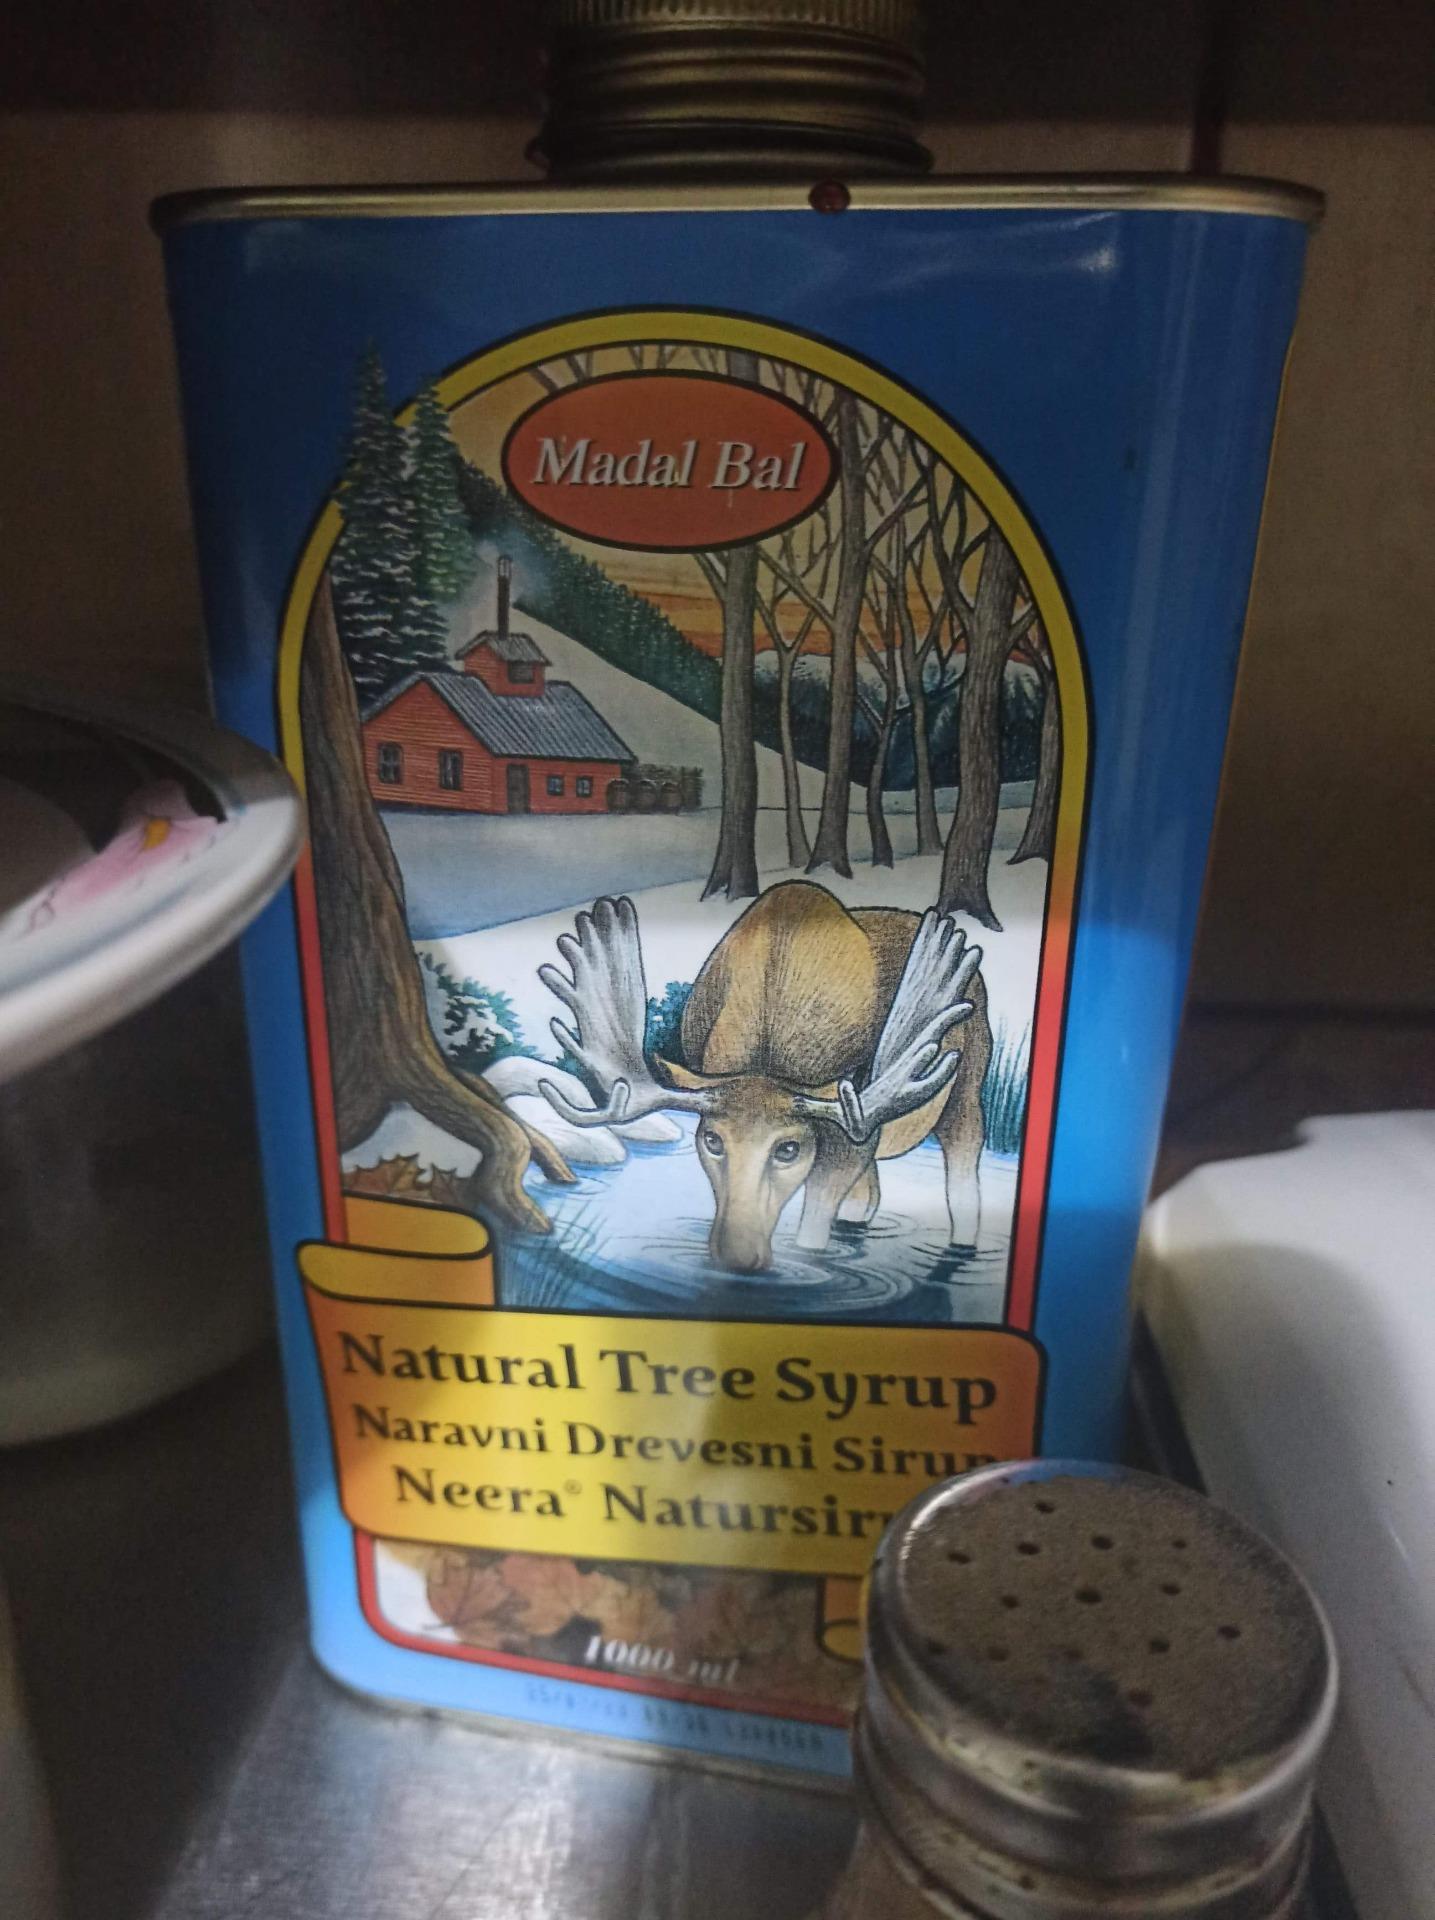 Madal Bal
Natural Tree Syrup
Naravni Drevesni Sirup
Neera® Natursir
1000 ml